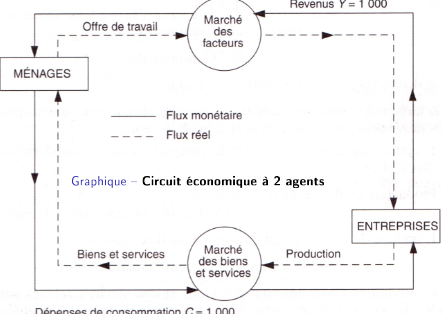 Revenus Y = 1 000
Offre de travail
Marché
des
facteurs
MÉNAGES
Flux monétaire
Flux réel
Graphique – Circuit économique à 2 agents
ENTREPRISES
Biens et services
Marché
des biens
et services
Production
Dépenses de consommation C = 1 000